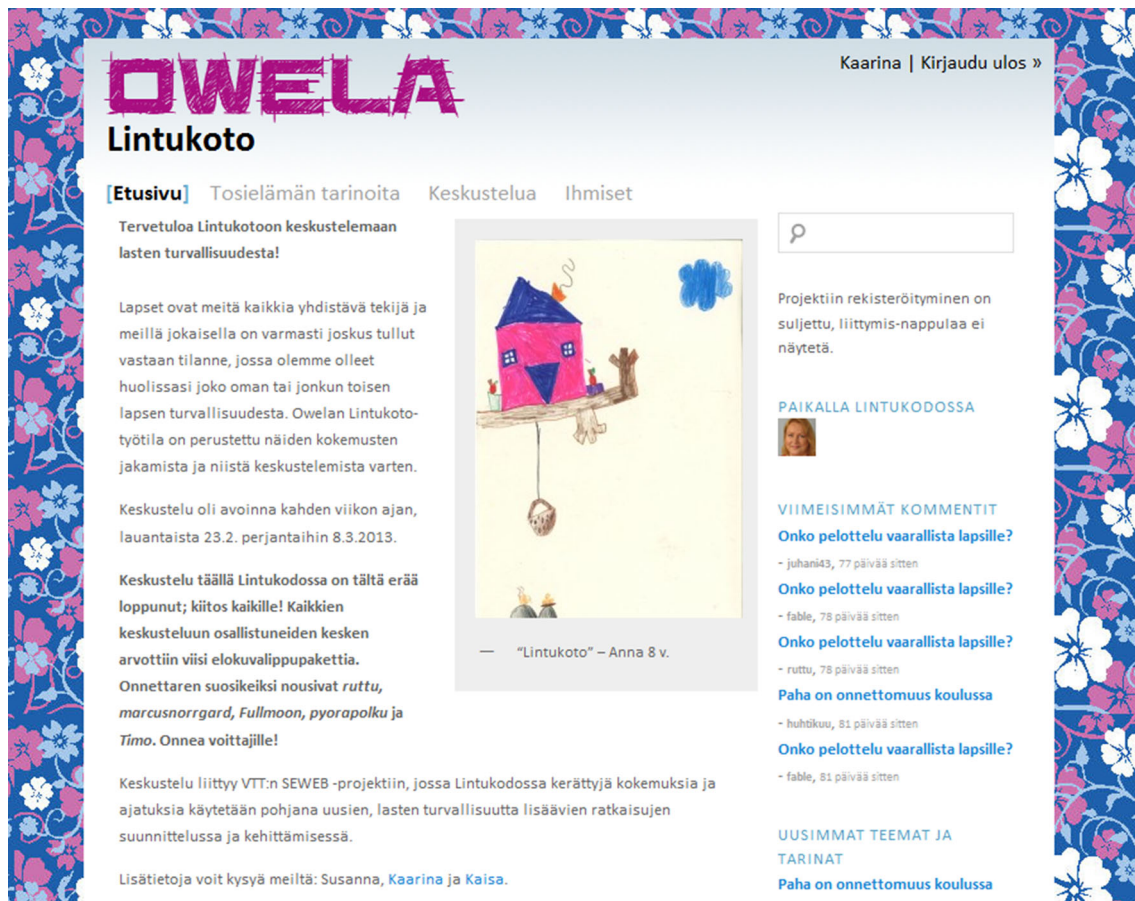 OWELA
Kaarina | Kirjaudu ulos »
Lintukoto
[Etusivu] Tosielämän tarinoita Keskustelua Ihmiset
Tervetuloa Lintukotoon keskustelemaan
lasten turvallisuudesta!
Lapset ovat meitä kaikkia yhdistävä tekijä ja
meillä jokaisella on varmasti joskus tullut
vastaan tilanne, jossa olemme olleet
huolissasi joko oman tai jonkun toisen
lapsen turvallisuudesta. Owelan Lintukoto-
työtila on perustettu näiden kokemusten
jakamista ja niistä keskustelemista varten.
Keskustelu oli avoinna kahden viikon ajan,
lauantaista 23.2. perjantaihin 8.3.2013.
Keskustelu täällä Lintukodossa on tältä erää
loppunut; kiitos kaikille! Kaikkien
keskusteluun osallistuneiden kesken
arvottiin viisi elokuvalippupakettia.
Onnettaren suosikeiksi nousivat ruttu,
marcusnorrgard, Fullmoon, pyorapolku ja
Timo. Onnea voittajille!
— “Lintukoto” – Anna 8 v.
Keskustelu liittyy VTT:n SEWEB -projektiin, jossa Lintukodossa kerättyjä kokemuksia ja
ajatuksia käytetään pohjana uusien, lasten turvallisuutta lisäävien ratkaisujen
suunnittelussa ja kehittämisessä.
Lisätietoja voit kysyä meiltä: Susanna, Kaarina ja Kaisa.
Projektiin rekisteröityminen on
suljettu, liittymis-nappulaa ei
näytetä.
PAIKALLA LINTUKODOSSA
VIIMEISIMMÄT KOMMENTIT
Onko pelottelu vaarallista lapsille?
- juhani43, 77 päivää sitten
Onko pelottelu vaarallista lapsille?
- fable, 78 päivää sitten
Onko pelottelu vaarallista lapsille?
- ruttu, 78 päivää sitten
Paha on onnettomuus koulussa
- huhtikuu, 81 päivää sitten
Onko pelottelu vaarallista lapsille?
- fable, 81 päivää sitten
UUSIMMAT TEEMAT JA
TARINAT
Paha on onnettomuus koulussa